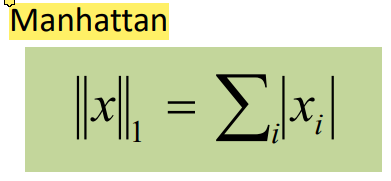 Manhattan
‖x‖₁ = ∑ᵢ|xᵢ|